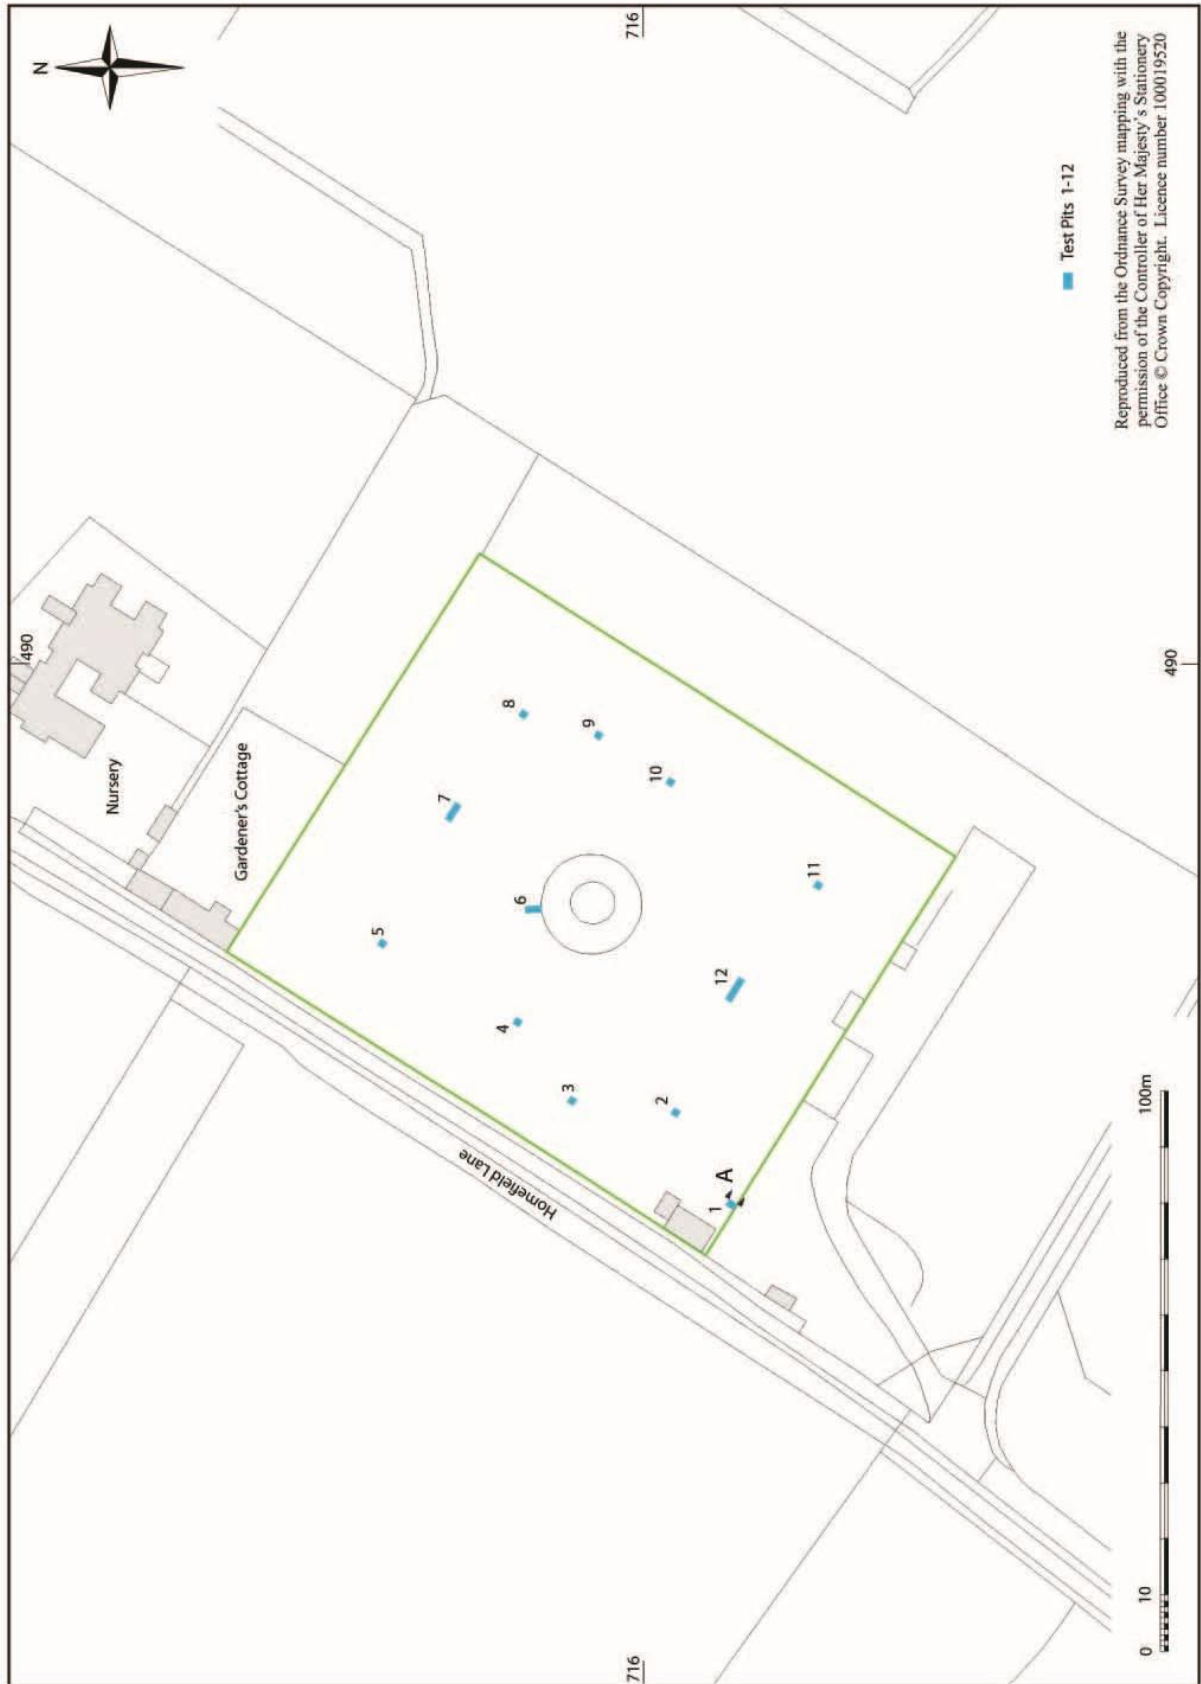 N
490
716
Nursery
Gardener's Cottage
Homefield Lane
1
2
3
4
5
6
7
8
9
10
11
12
A
716
490
0 10 100m
Test Pits 1-12
Reproduced from the Ordnance Survey mapping with the
permission of the Controller of Her Majesty's Stationery
Office © Crown Copyright. Licence number 100019520